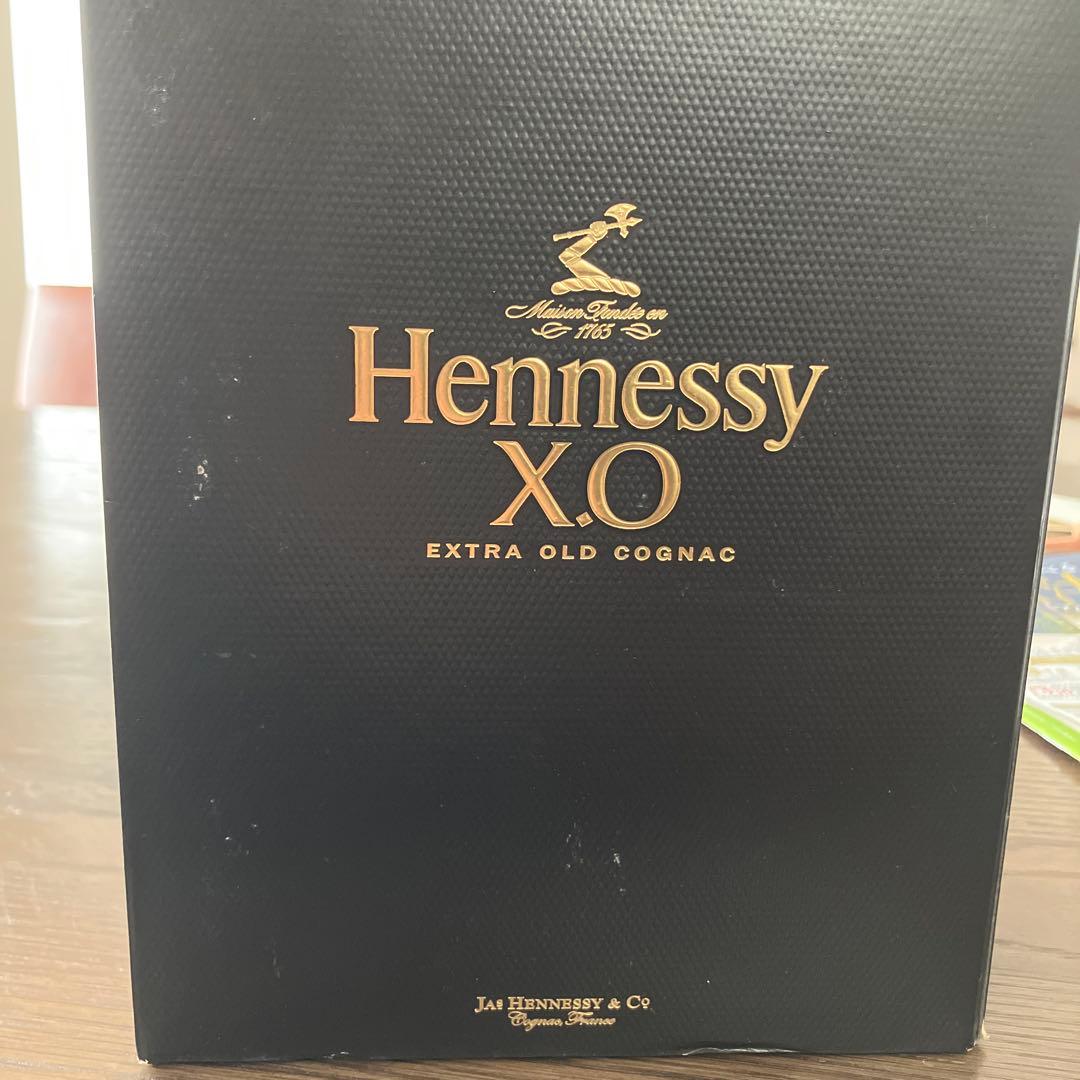 Maison Fondée en
1765
Hennessy
X.O
EXTRA OLD COGNAC
JAS HENNESSY & Co
Cognac, France